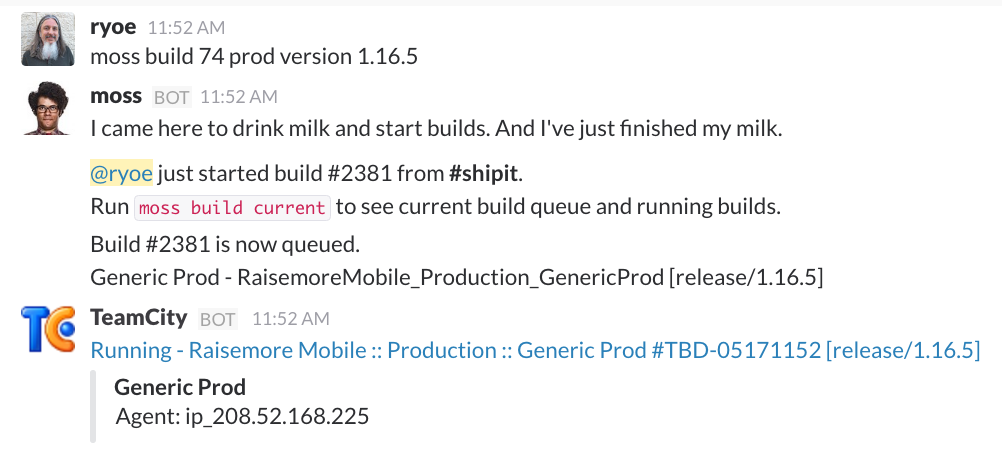 ryoe 11:52 AM
moss build 74 prod version 1.16.5
moss BOT 11:52 AM
I came here to drink milk and start builds. And I've just finished my milk.
@ryoe just started build #2381 from #shipit.
Run moss build current to see current build queue and running builds.
Build #2381 is now queued.
Generic Prod - RaisemoreMobile_Production_GenericProd [release/1.16.5]
TC
TeamCity BOT 11:52 AM
Running - Raisemore Mobile :: Production :: Generic Prod #TBD-05171152 [release/1.16.5]
Generic Prod
Agent: ip_208.52.168.225